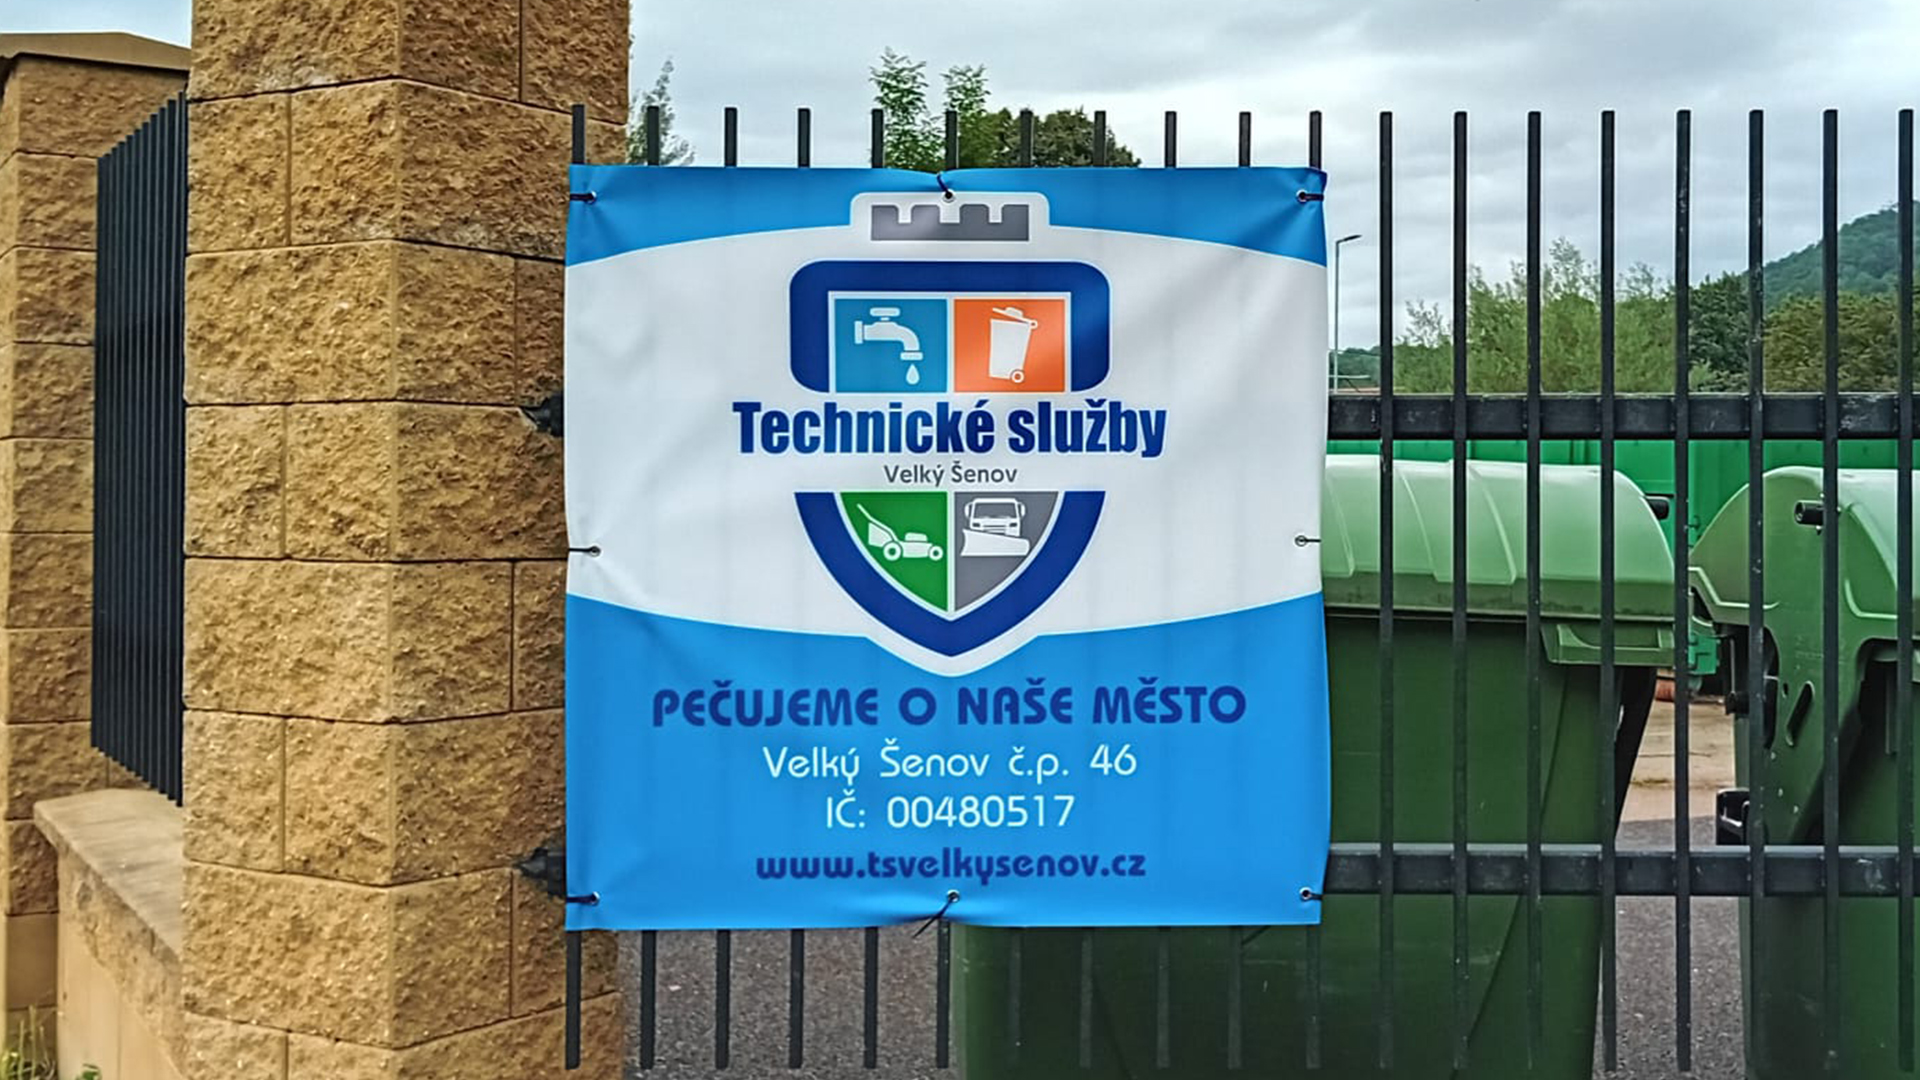 Technické služby
Velký Šenov
PEČUJEME O NAŠE MĚSTO
Velký Šenov č.p. 46
IČ: 00480517
www.tsvelkysenov.cz